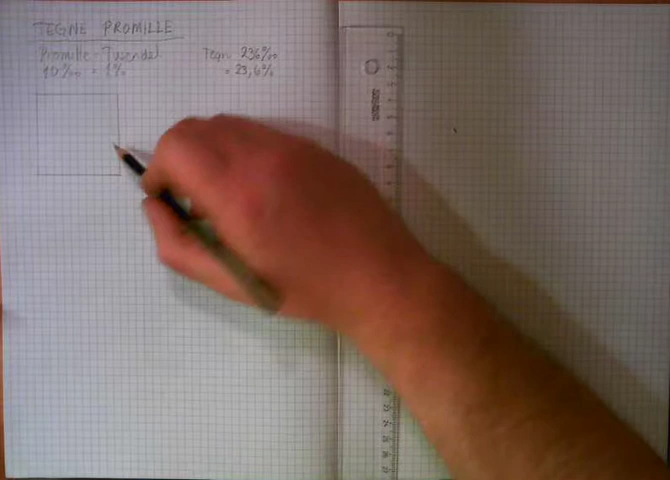 TEGNE PROMILLE
Promille - Tusendel
10 ‰ = 1%
Tegn 236‰
= 23,6%